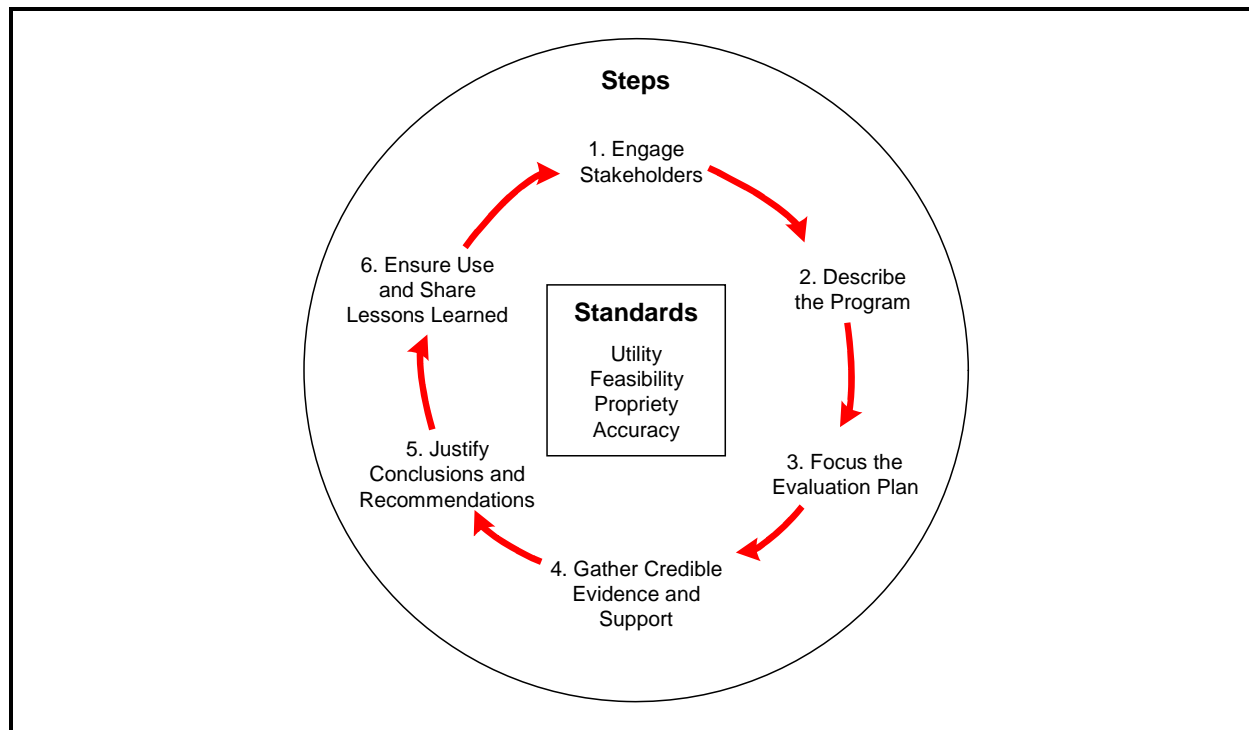 Steps
1. Engage
Stakeholders
2. Describe
the Program
3. Focus the
Evaluation Plan
4. Gather Credible
Evidence and
Support
5. Justify
Conclusions and
Recommendations
6. Ensure Use
and Share
Lessons Learned
Standards
Utility
Feasibility
Propriety
Accuracy